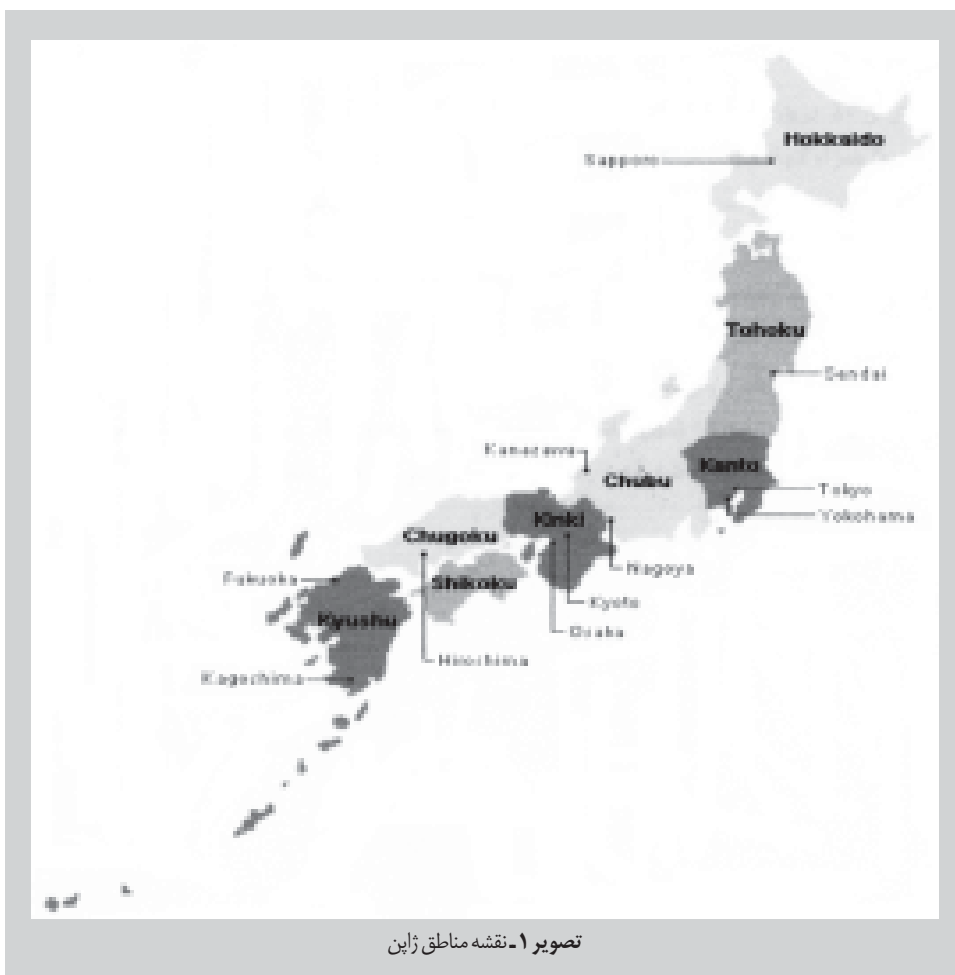 Hokkaido
Sapporo
Tohoku
Sendai
Kanazawa
Kanto
Chubu
Tokyo
Yokohama
Kinki
Chugoku
Nagoya
Shikoku
Fukuoka
Kyoto
Kyushu
Osaka
Hiroshima
Kagoshima
تصویر ۱ـ نقشه مناطق ژاپن